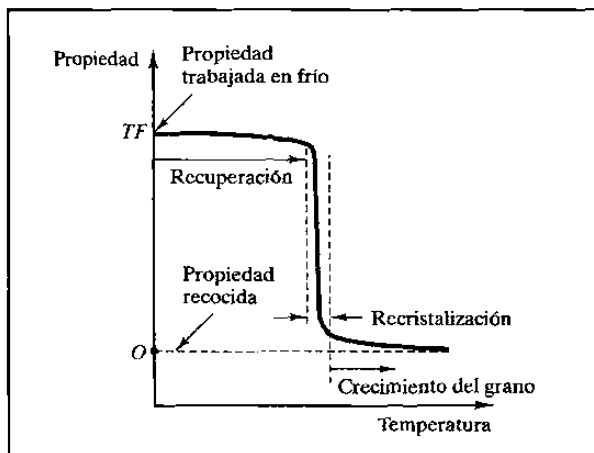 Propiedad
Propiedad
trabajada en frío
TF
Recuperación
Propiedad
recocida
Recristalización
O
Crecimiento del grano
Temperatura